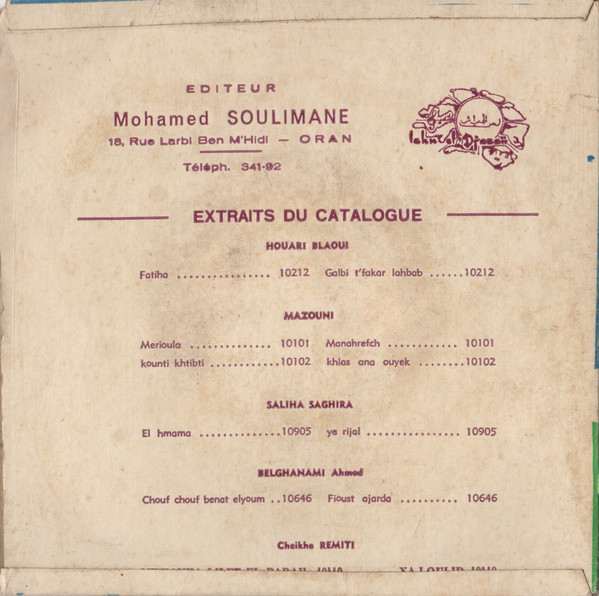 EDITEUR
Mohamed SOULIMANE
18, Rue Larbi Ben M'Hidi — ORAN
Téléph. 341-92
EXTRAITS DU CATALOGUE
HOUARI BLAOUI
Fatiha ................ 10212 Galbi t'fakar lahbab ......10212
MAZOUNI
Merioula .............. 10101 Manahrefch ............ 10101
kounti khtibti ............10102 khlas ana ouyek ........10102
SALIHA SAGHIRA
El hmama ..............10905 ya rijal ................ 10905
BELGHANAMI Ahmed
Chouf chouf benat elyoum ..10646 Fioust ajarda .......... 10646
Cheikha REMITI
YA LOULID